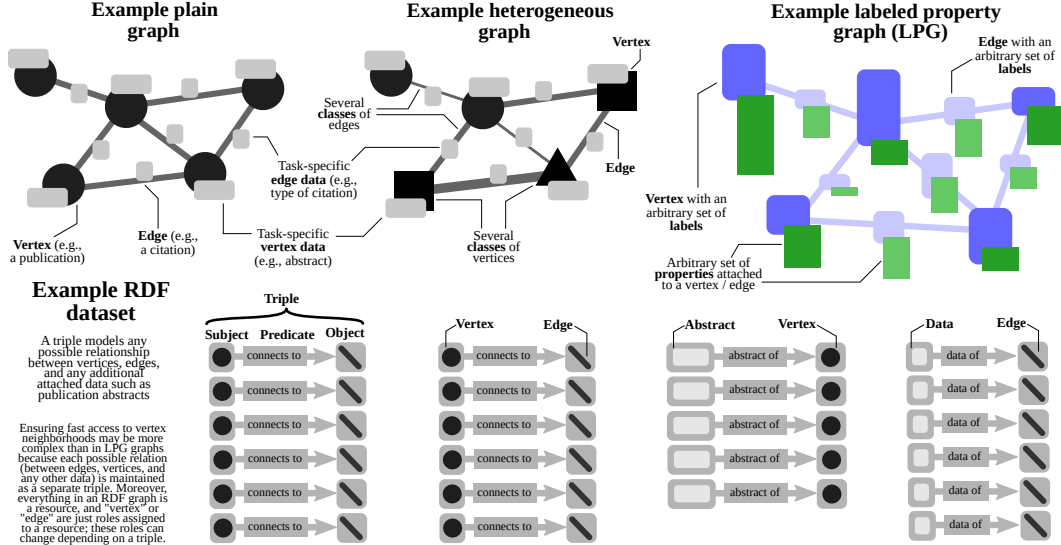 Example plain
graph
Example heterogeneous
graph
Example labeled property
graph (LPG)
Vertex
Edge with an
arbitrary set of
labels
Several
classes of
edges
Task-specific
edge data (e.g.,
type of citation)
Edge
Vertex with an
arbitrary set of
labels
Vertex (e.g.,
a publication)
Edge (e.g.,
a citation)
Task-specific
vertex data
(e.g., abstract)
Several
classes of
vertices
Arbitrary set of
properties attached
to a vertex / edge
Example RDF
dataset
A triple models any
possible relationship
between vertices, edges,
and any additional
attached data such as
publication abstracts
Ensuring fast access to vertex
neighborhoods may be more
complex than in LPG graphs
because each possible relation
(between edges, vertices, and
any other data) is maintained
as a separate triple. Moreover,
everything in an RDF graph is
a resource, and "vertex" or
"edge" are just roles assigned
to a resource; these roles can
change depending on a triple.
Triple
Subject Predicate Object
connects to
connects to
connects to
connects to
connects to
connects to
Vertex Edge
connects to
connects to
connects to
connects to
connects to
connects to
Abstract Vertex
abstract of
abstract of
abstract of
abstract of
abstract of
Data Edge
data of
data of
data of
data of
data of
data of